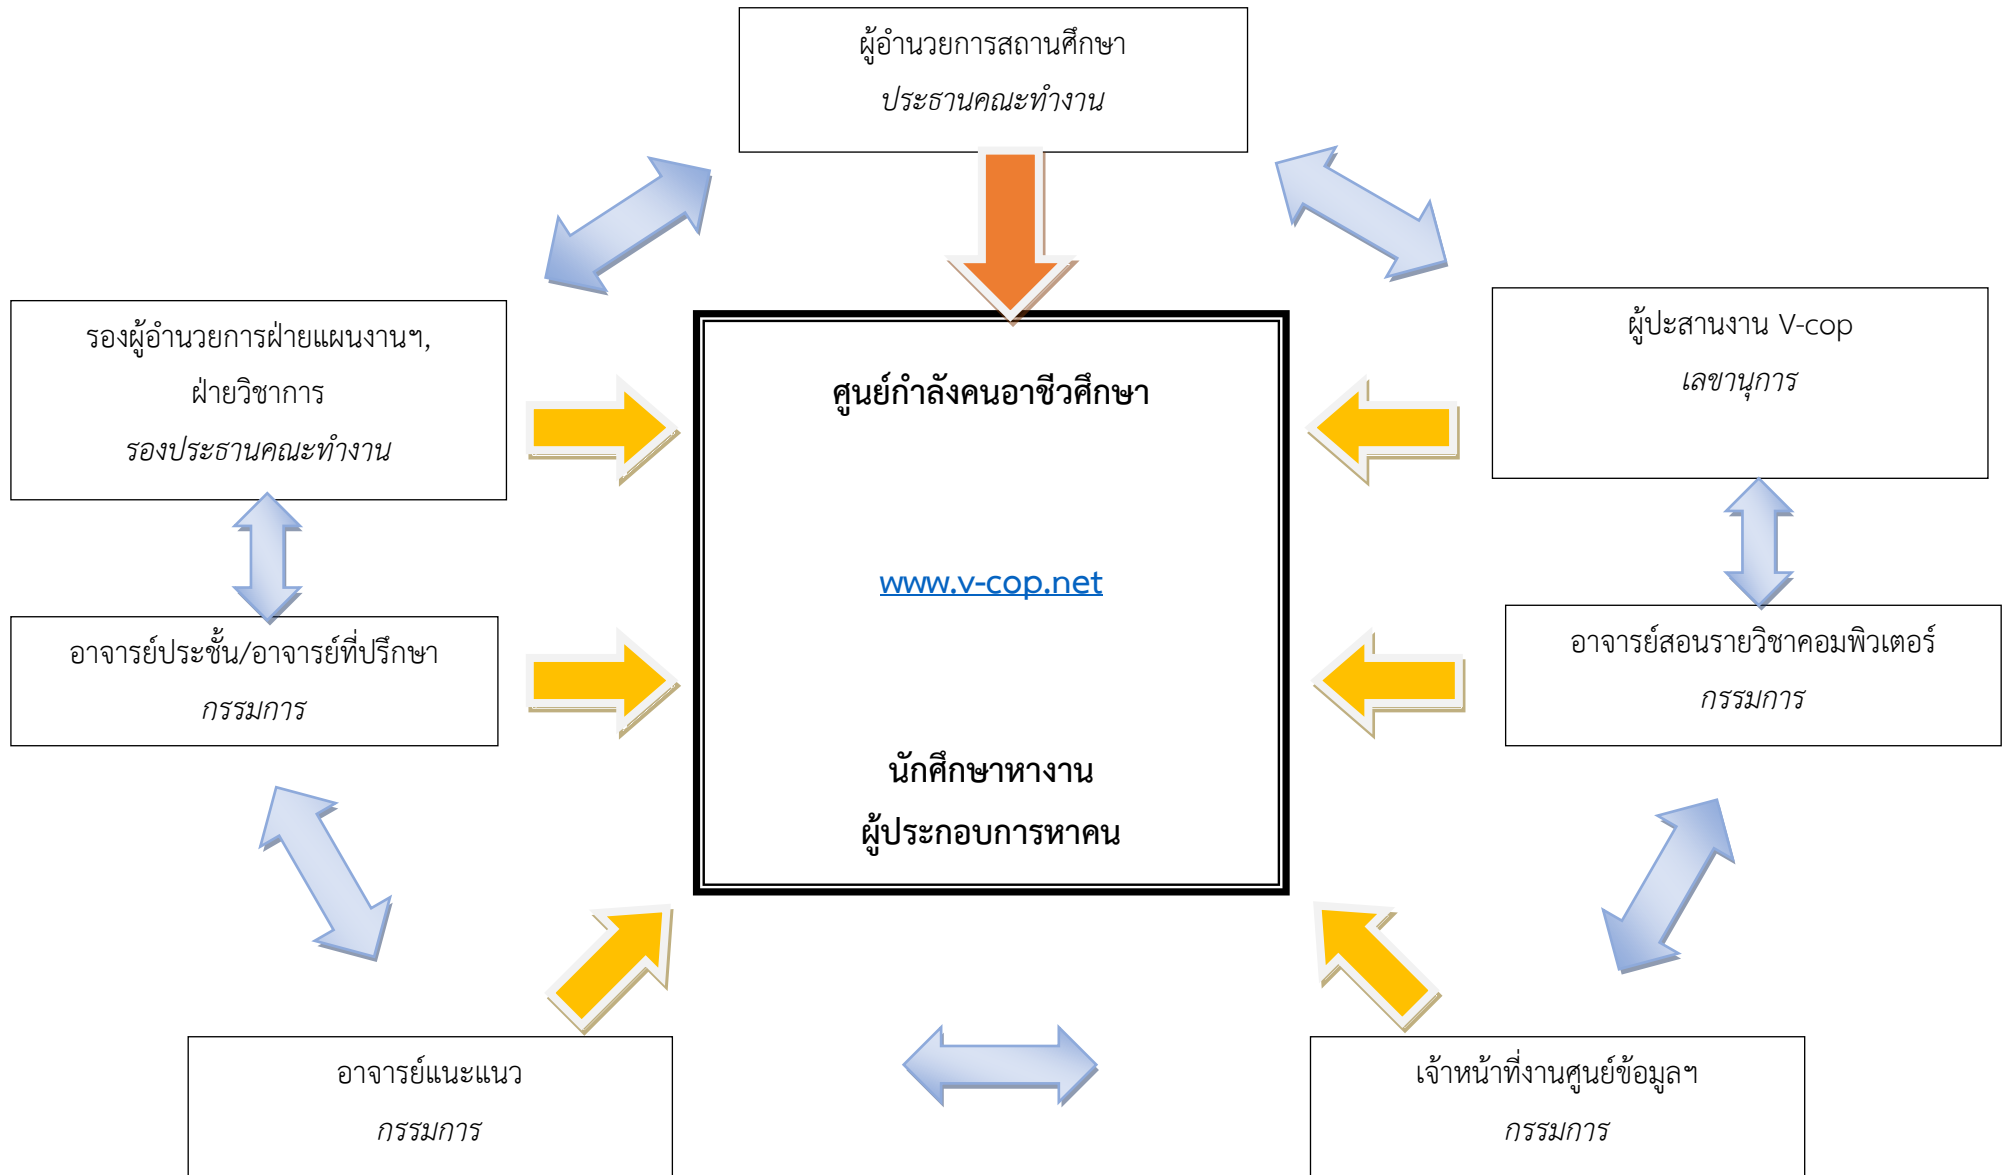 ผู้อำนวยการสถานศึกษา
ประธานคณะทำงาน
รองผู้อำนวยการฝ่ายแผนงานฯ,
ฝ่ายวิชาการ
รองประธานคณะทำงาน
ศูนย์กำลังคนอาชีวศึกษา
www.v-cop.net
นักศึกษาหางาน
ผู้ประกอบการหาคน
ผู้ปะสานงาน V-cop
เลขานุการ
อาจารย์ประชั้น/อาจารย์ที่ปรึกษา
กรรมการ
อาจารย์สอนรายวิชาคอมพิวเตอร์
กรรมการ
อาจารย์แนะแนว
กรรมการ
เจ้าหน้าที่งานศูนย์ข้อมูลฯ
กรรมการ